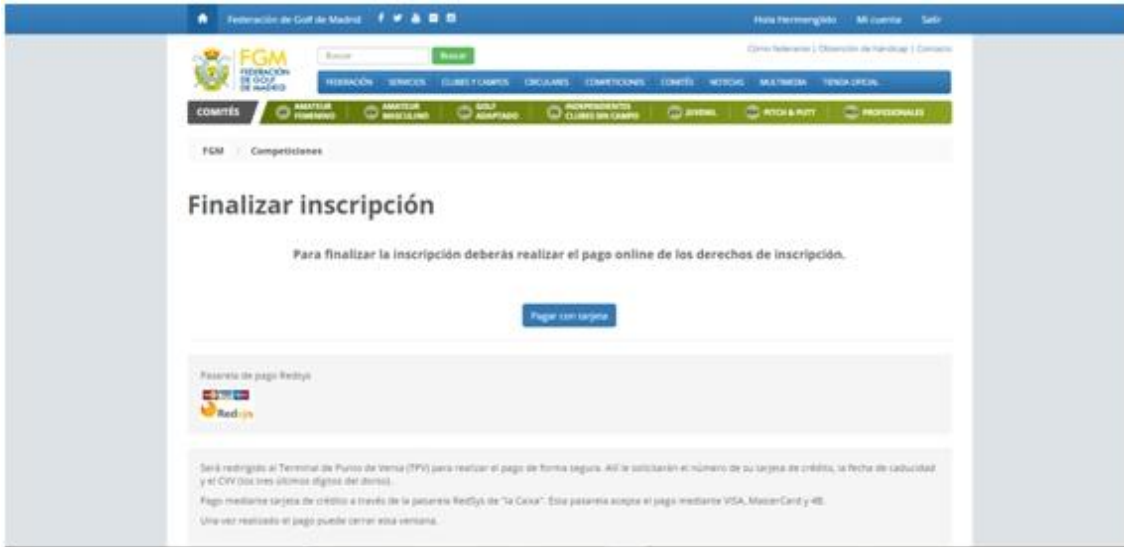 Federación de Golf de Madrid
Hola Hermenglido Mi cuenta Salir
Cómo federarse | Obtención de handicap | Contacto
FGM
FEDERACIÓN
DE GOLF
DE MADRID
Buscar Buscar
FEDERACIÓN SERVICIOS CLUBES Y CAMPOS CIRCULARES COMPETICIONES COMITÉS NOTICIAS MULTIMEDIA TIENDA OFICIAL
COMITÉS AMATEUR FEMENINO AMATEUR MASCULINO GOLF ADAPTADO INDEPENDIENTES CLUBES SIN CAMPO JUVENIL PITCH & PUTT PROFESIONALES
FGM / Competiciones
Finalizar inscripción
Para finalizar la inscripción deberás realizar el pago online de los derechos de inscripción.
Pagar con tarjeta
Pasarela de pago Redsys
Redsys
Será redirigido al Terminal de Punto de Venta (TPV) para realizar el pago de forma segura. Allí le solicitarán el número de su tarjeta de crédito, la fecha de caducidad
y el CVV (los tres últimos dígitos del dorso).
Pago mediante tarjeta de crédito a través de la pasarela RedSys de "la Caixa". Esta pasarela acepta el pago mediante VISA, MasterCard y 4B.
Una vez realizado el pago puede cerrar esta ventana.